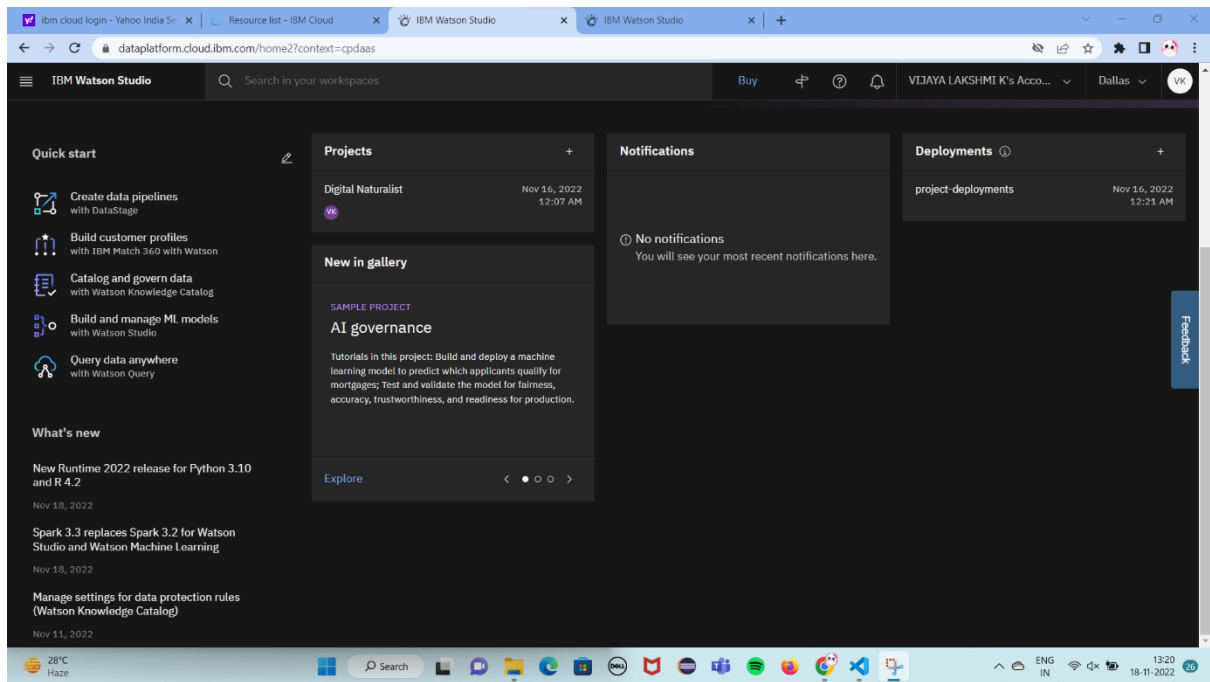 ibm cloud login - Yahoo India Se
Resource list - IBM Cloud
IBM Watson Studio
IBM Watson Studio
dataplatform.cloud.ibm.com/home2?context=cpdaas
IBM Watson Studio
Search in your workspaces
Buy
VIJAYA LAKSHMI K's Acco...
Dallas
VK
Quick start
Create data pipelines
with DataStage
Build customer profiles
with IBM Match 360 with Watson
Catalog and govern data
with Watson Knowledge Catalog
Build and manage ML models
with Watson Studio
Query data anywhere
with Watson Query
What's new
New Runtime 2022 release for Python 3.10
and R 4.2
Nov 18, 2022
Spark 3.3 replaces Spark 3.2 for Watson
Studio and Watson Machine Learning
Nov 18, 2022
Manage settings for data protection rules
(Watson Knowledge Catalog)
Nov 11, 2022
Projects
Digital Naturalist
Nov 16, 2022
12:07 AM
VK
New in gallery
SAMPLE PROJECT
AI governance
Tutorials in this project: Build and deploy a machine
learning model to predict which applicants qualify for
mortgages; Test and validate the model for fairness,
accuracy, trustworthiness, and readiness for production.
Explore
Notifications
No notifications
You will see your most recent notifications here.
Deployments
project-deployments
Nov 16, 2022
12:21 AM
Feedback
28°C
Haze
Search
DELL
ENG
IN
13:20
18-11-2022
26